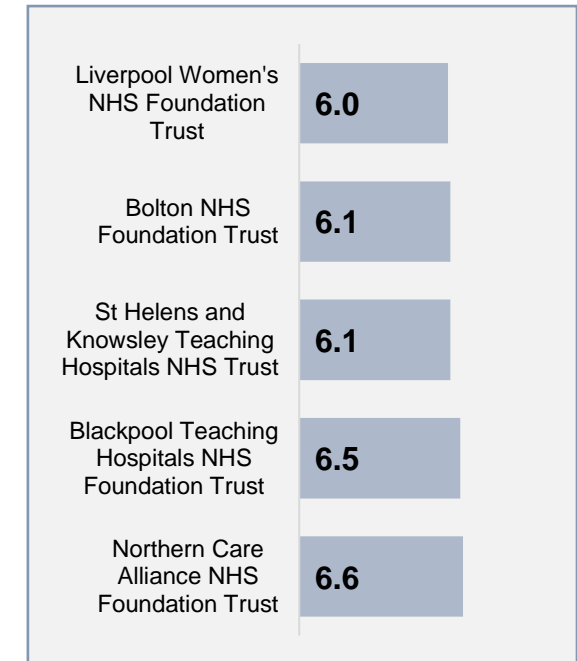 Liverpool Women's
NHS Foundation
Trust
6.0
Bolton NHS
Foundation Trust
6.1
St Helens and
Knowsley Teaching
Hospitals NHS Trust
6.1
Blackpool Teaching
Hospitals NHS
Foundation Trust
6.5
Northern Care
Alliance NHS
Foundation Trust
6.6